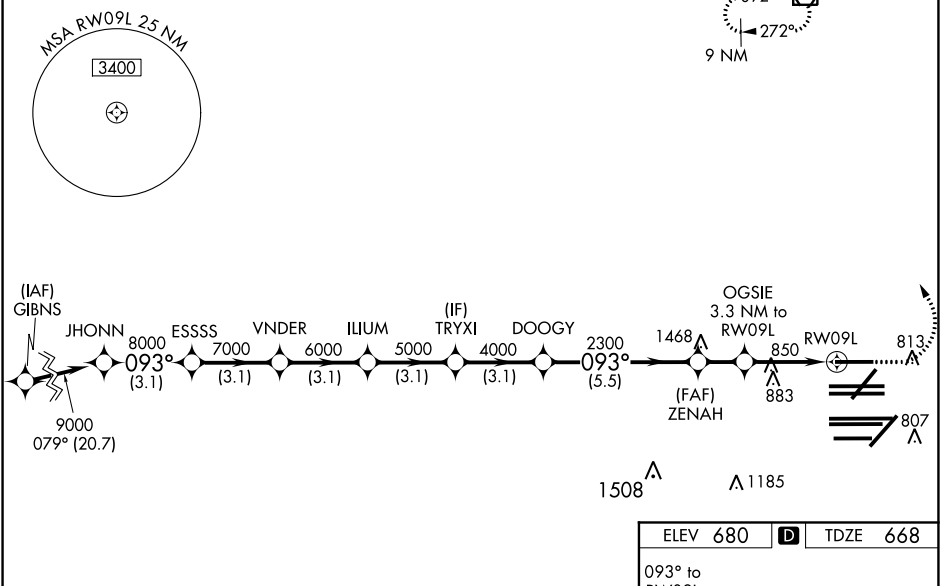 MSA RW09L 25 NM
3400
272°
9 NM
(IAF)
GIBNS
JHONN
8000
093°
(3.1)
ESSSS
7000
(3.1)
VNDER
6000
(3.1)
ILIUM
5000
(3.1)
(IF)
TRYXI
4000
(3.1)
DOOGY
2300
093°
(5.5)
1468
(FAF)
ZENAH
OGSIE
3.3 NM to
RW09L
850
883
RW09L
813
807
9000
079° (20.7)
1508
1185
ELEV 680 D TDZE 668
093° to